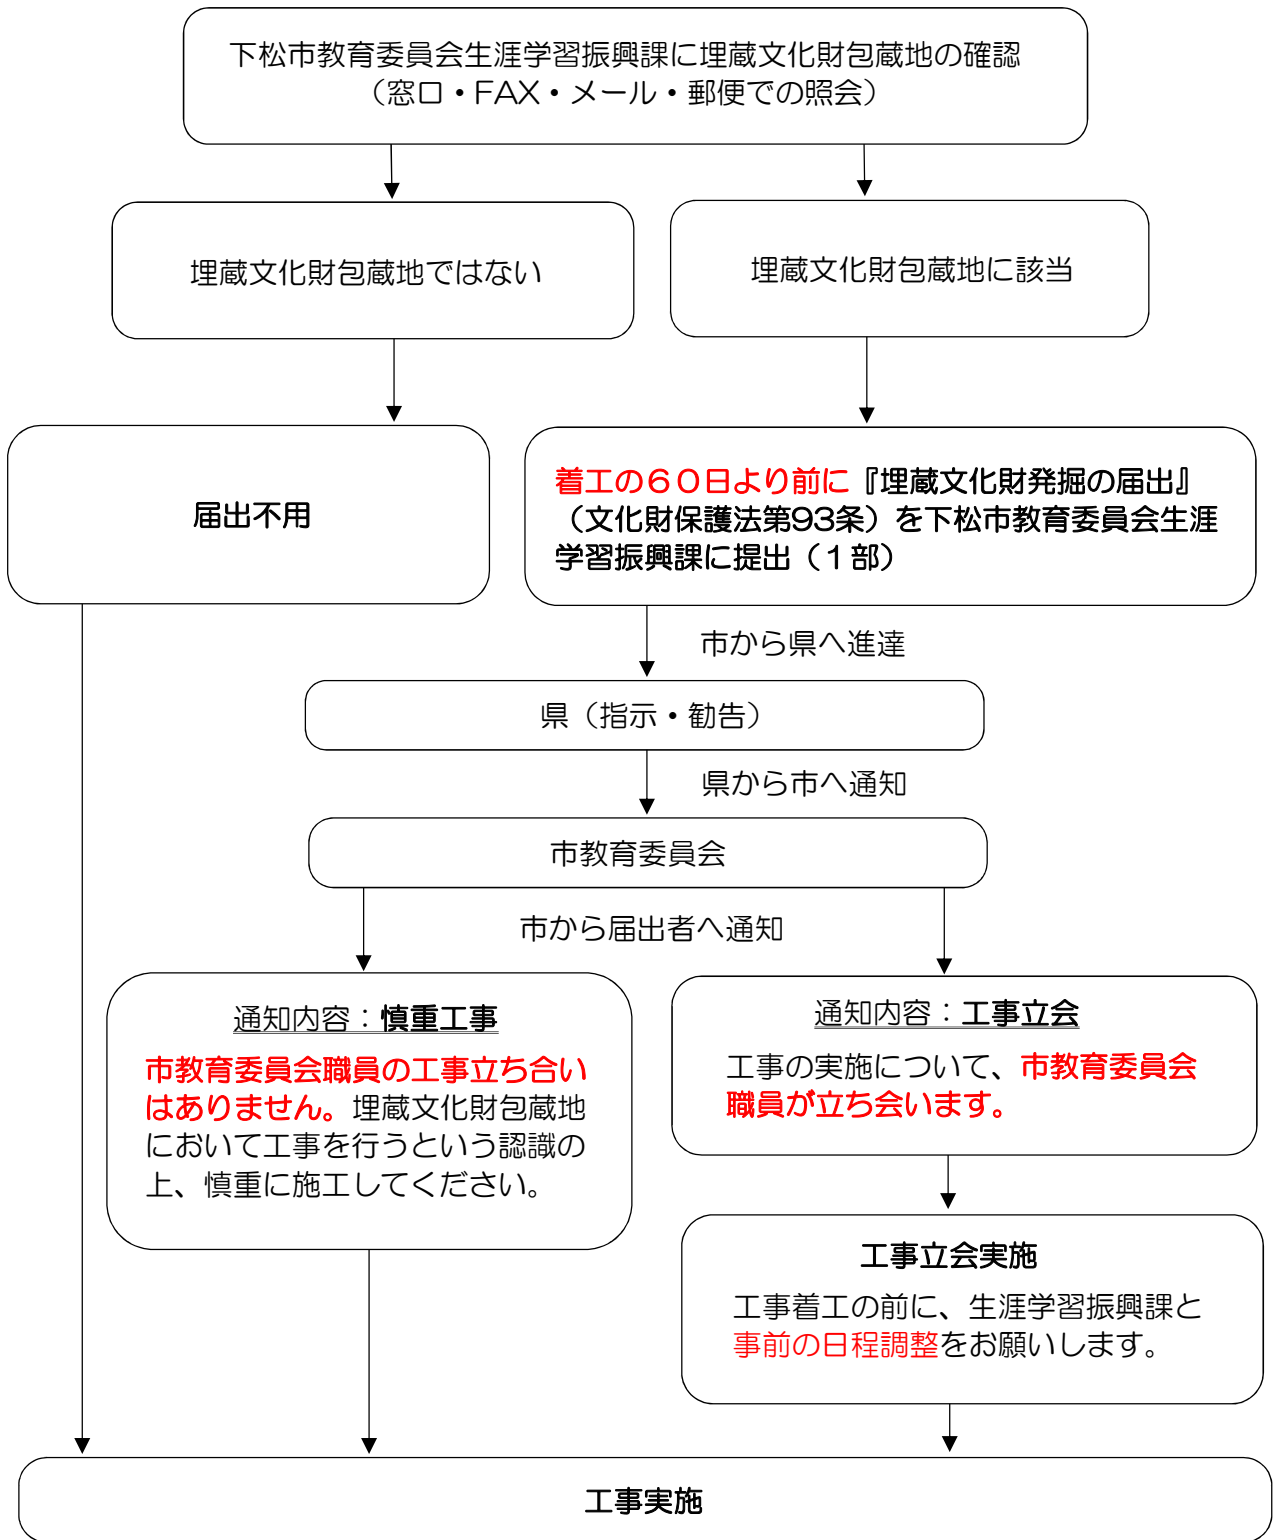 下松市教育委員会生涯学習振興課に埋蔵文化財包蔵地の確認
（窓口・FAX・メール・郵便での照会）
埋蔵文化財包蔵地ではない
埋蔵文化財包蔵地に該当
届出不用
着工の６０日より前に『埋蔵文化財発掘の届出』
（文化財保護法第93条）を下松市教育委員会生涯
学習振興課に提出（１部）
市から県へ進達
県（指示・勧告）
県から市へ通知
市教育委員会
市から届出者へ通知
通知内容：慎重工事
市教育委員会職員の工事立ち合い
はありません。埋蔵文化財包蔵地
において工事を行うという認識の
上、慎重に施工してください。
通知内容：工事立会
工事の実施について、市教育委員会
職員が立ち会います。
工事立会実施
工事着工の前に、生涯学習振興課と
事前の日程調整をお願いします。
工事実施